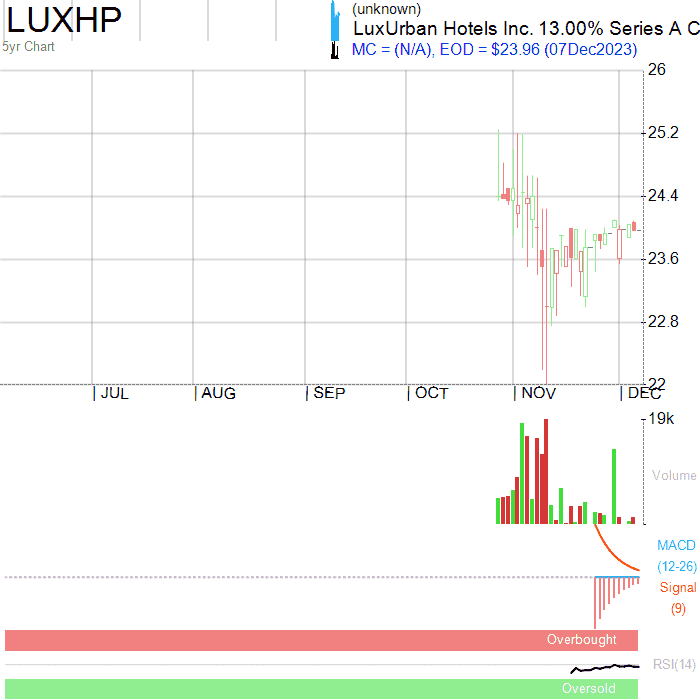 LUXHP
5yr Chart
(unknown)
LuxUrban Hotels Inc. 13.00% Series A C
MC = (N/A), EOD = $23.96 (07Dec2023)
26
25.2
24.4
23.6
22.8
22
JUL AUG SEP OCT NOV DEC
19k
Volume
MACD
(12-26)
Signal
(9)
Overbought
RSI(14)
Oversold